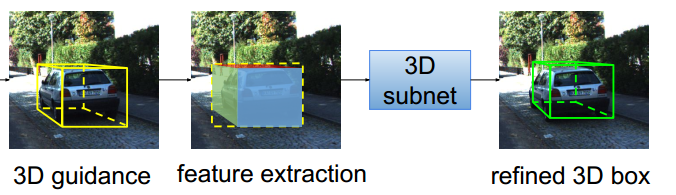 3D
subnet
3D guidance
feature extraction
refined 3D box